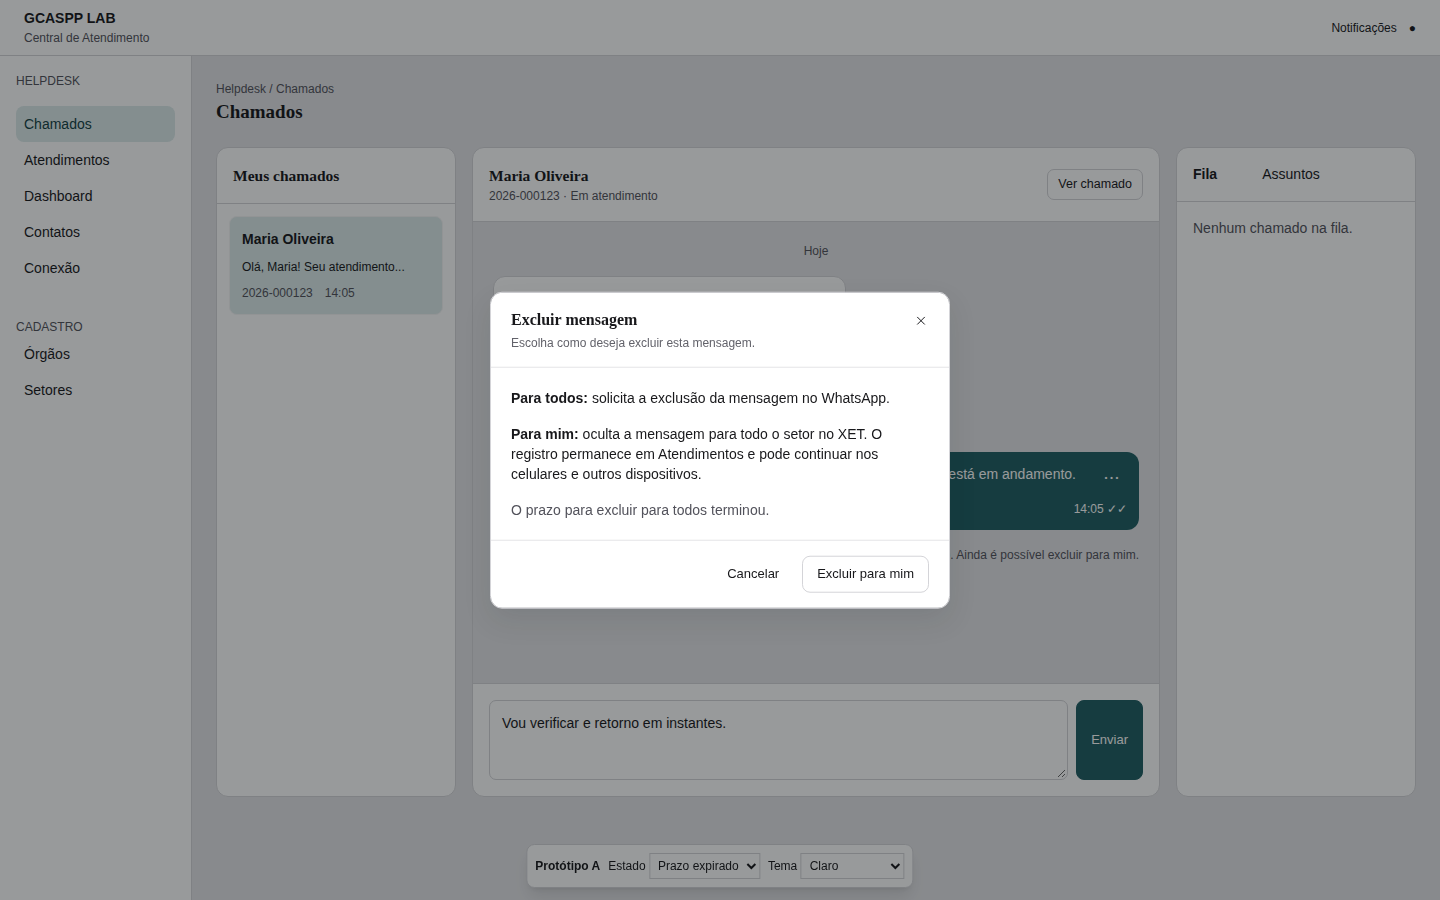 GCASPP LAB
Central de Atendimento
Notificações
HELPDESK
Chamados
Atendimentos
Dashboard
Contatos
Conexão
CADASTRO
Órgãos
Setores
Helpdesk / Chamados
Chamados
Meus chamados
Maria Oliveira
Olá, Maria! Seu atendimento...
2026-000123 14:05
Maria Oliveira
2026-000123 · Em atendimento
Ver chamado
Hoje
está em andamento. ...
14:05 ✓✓
. Ainda é possível excluir para mim.
Excluir mensagem
×
Escolha como deseja excluir esta mensagem.
Para todos: solicita a exclusão da mensagem no WhatsApp.
Para mim: oculta a mensagem para todo o setor no XET. O
registro permanece em Atendimentos e pode continuar nos
celulares e outros dispositivos.
O prazo para excluir para todos terminou.
Cancelar
Excluir para mim
Vou verificar e retorno em instantes.
Enviar
Fila Assuntos
Nenhum chamado na fila.
Protótipo A Estado Prazo expirado Tema Claro